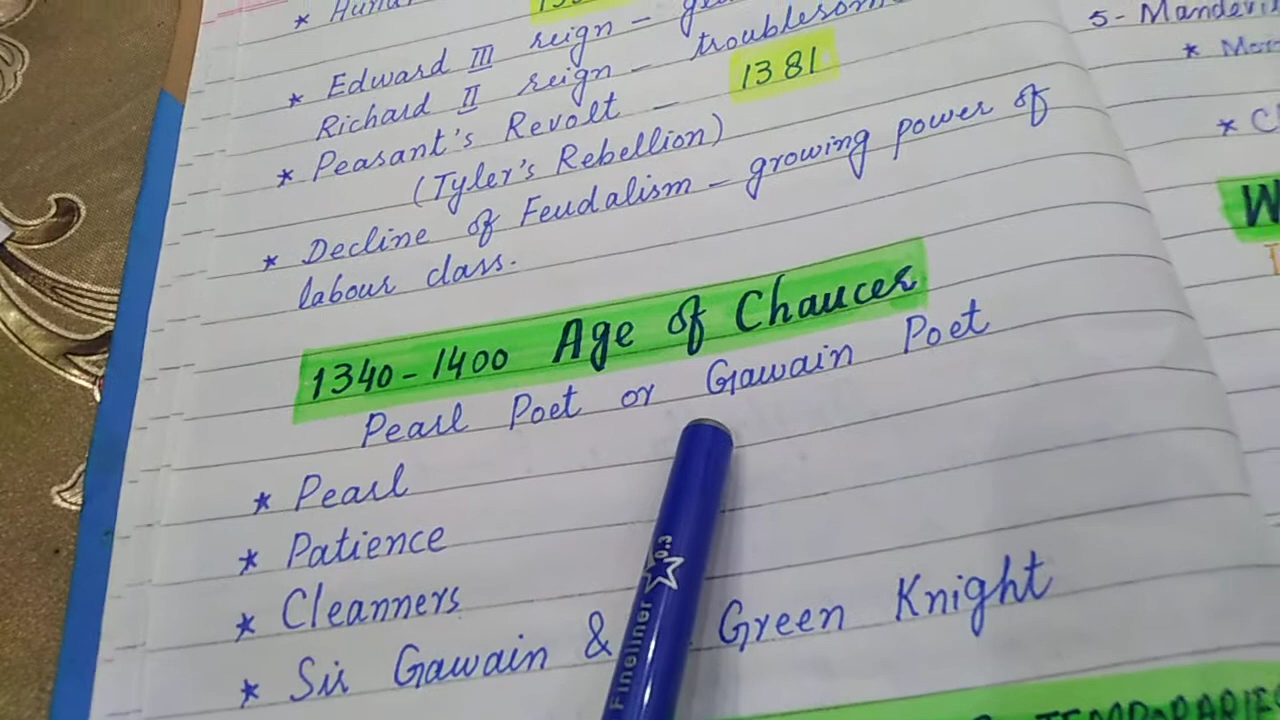 Edward III reign -
Richard II reign - troublesome
* Peasant's Revolt - 1381
(Tyler's Rebellion)
* Decline of Feudalism - growing power of
labour class.
1340-1400 Age of Chaucer
Pearl Poet or Gawain Poet
* Pearl
* Patience
* Cleanners
* Sir Gawain & Green Knight
5-
*
*
Fineliner 0.3